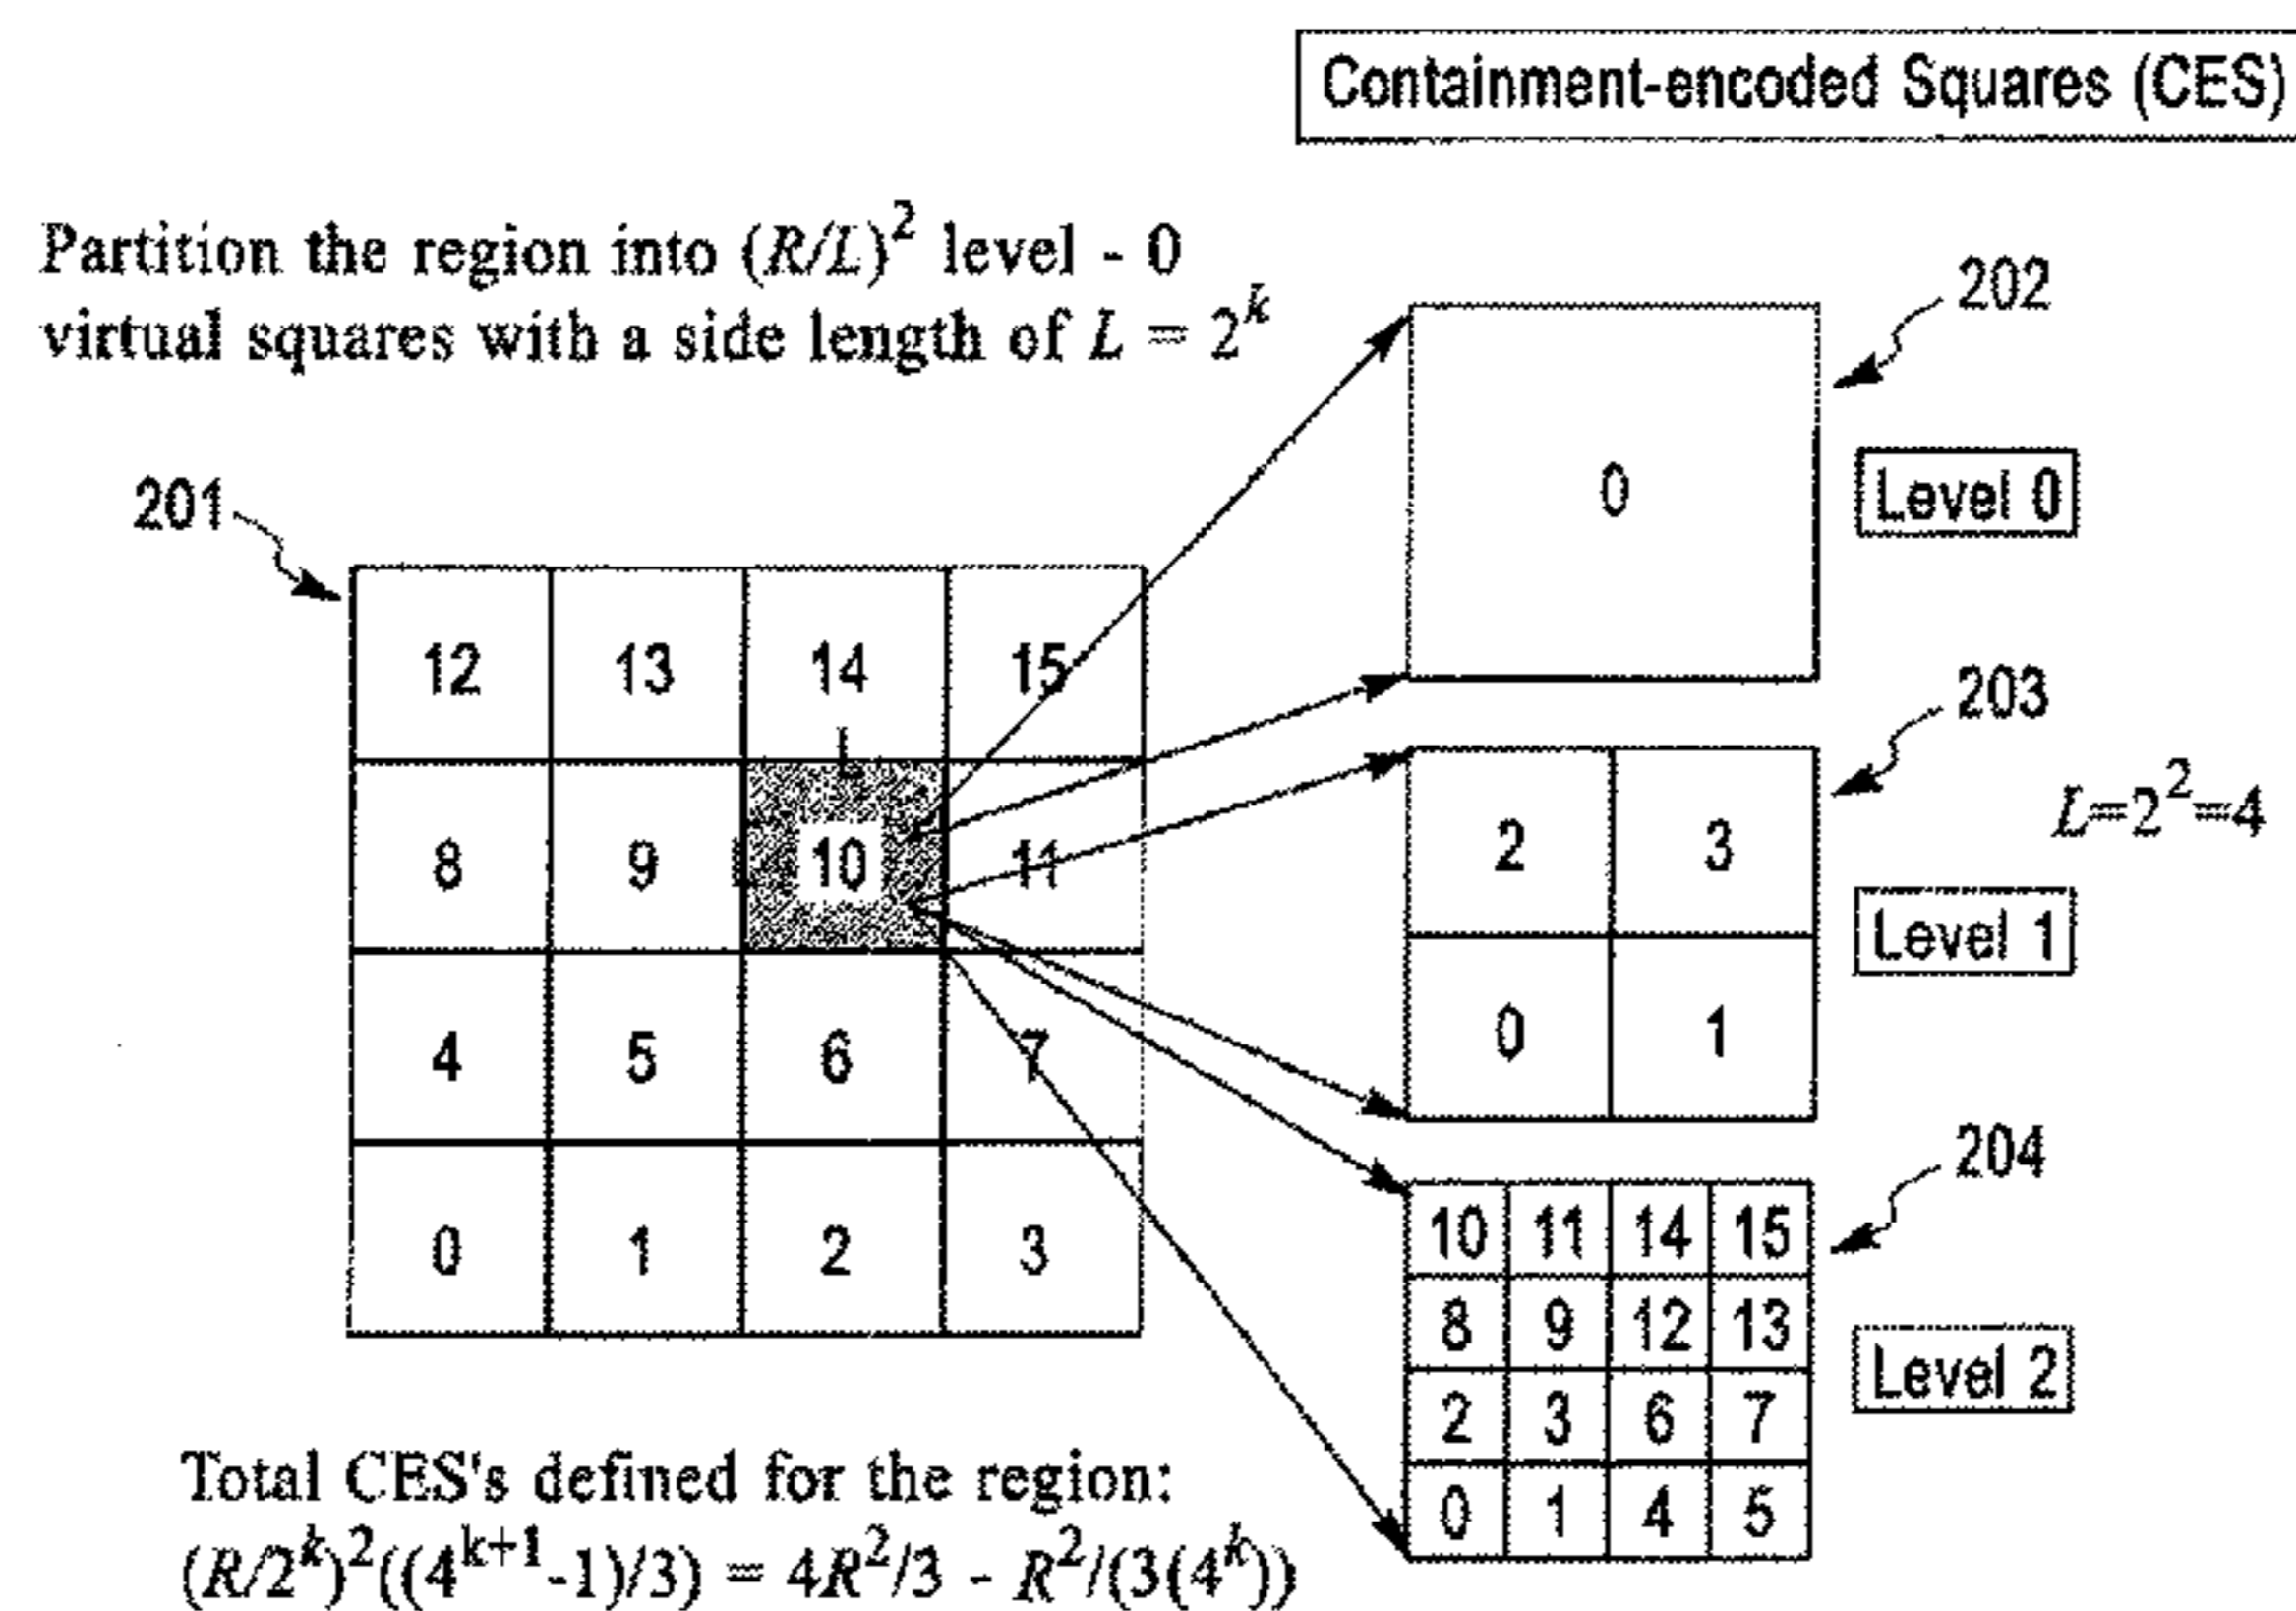 Containment-encoded Squares (CES)
Partition the region into (R/L)² level - 0
virtual squares with a side length of L = 2^k
202
0
Level 0
201
12 13 14 15
L
8 9 L 10 11
4 5 6 7
0 1 2 3
203
2 3
L=2²=4
0 1
Level 1
204
10 11 14 15
8 9 12 13
2 3 6 7
0 1 4 5
Level 2
Total CES's defined for the region:
(R/2^k)²((4^{k+1}-1)/3) = 4R²/3 - R²/(3(4^k))